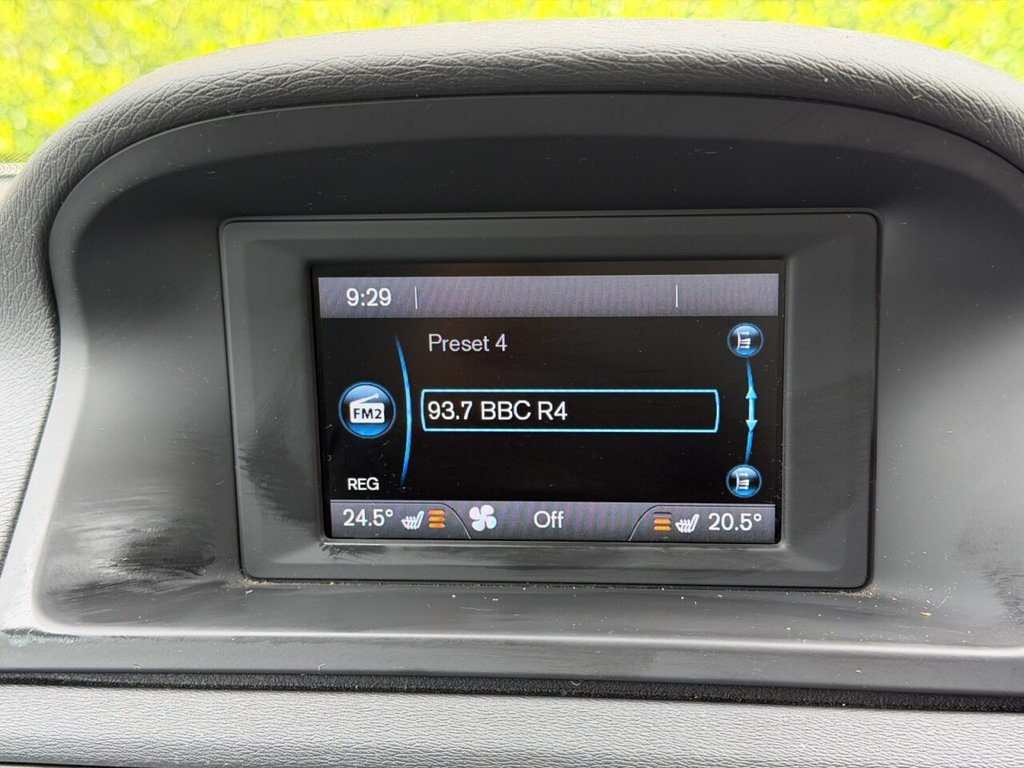 9:29
Preset 4
FM2
93.7 BBC R4
REG
24.5° Off 20.5°